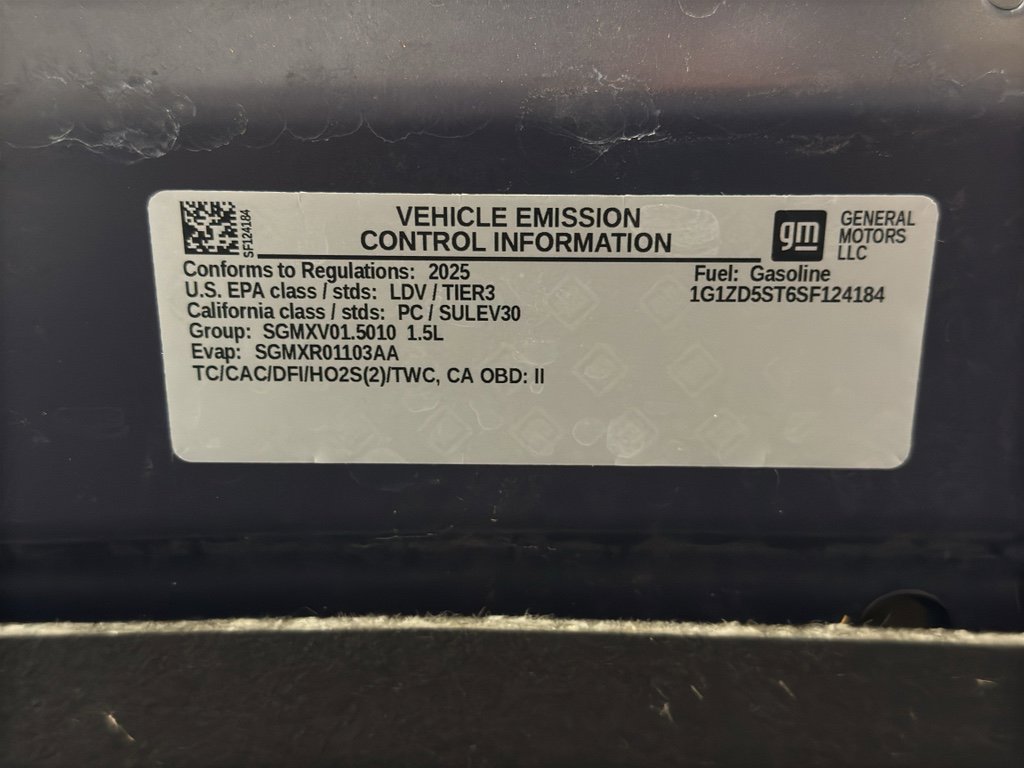 SF124184
VEHICLE EMISSION
CONTROL INFORMATION
gm
GENERAL
MOTORS
LLC
Conforms to Regulations: 2025
U.S. EPA class / stds: LDV / TIER3
California class / stds: PC / SULEV30
Group: SGMXV01.5010 1.5L
Evap: SGMXR01103AA
TC/CAC/DFI/HO2S(2)/TWC, CA OBD: II
Fuel: Gasoline
1G1ZD5ST6SF124184